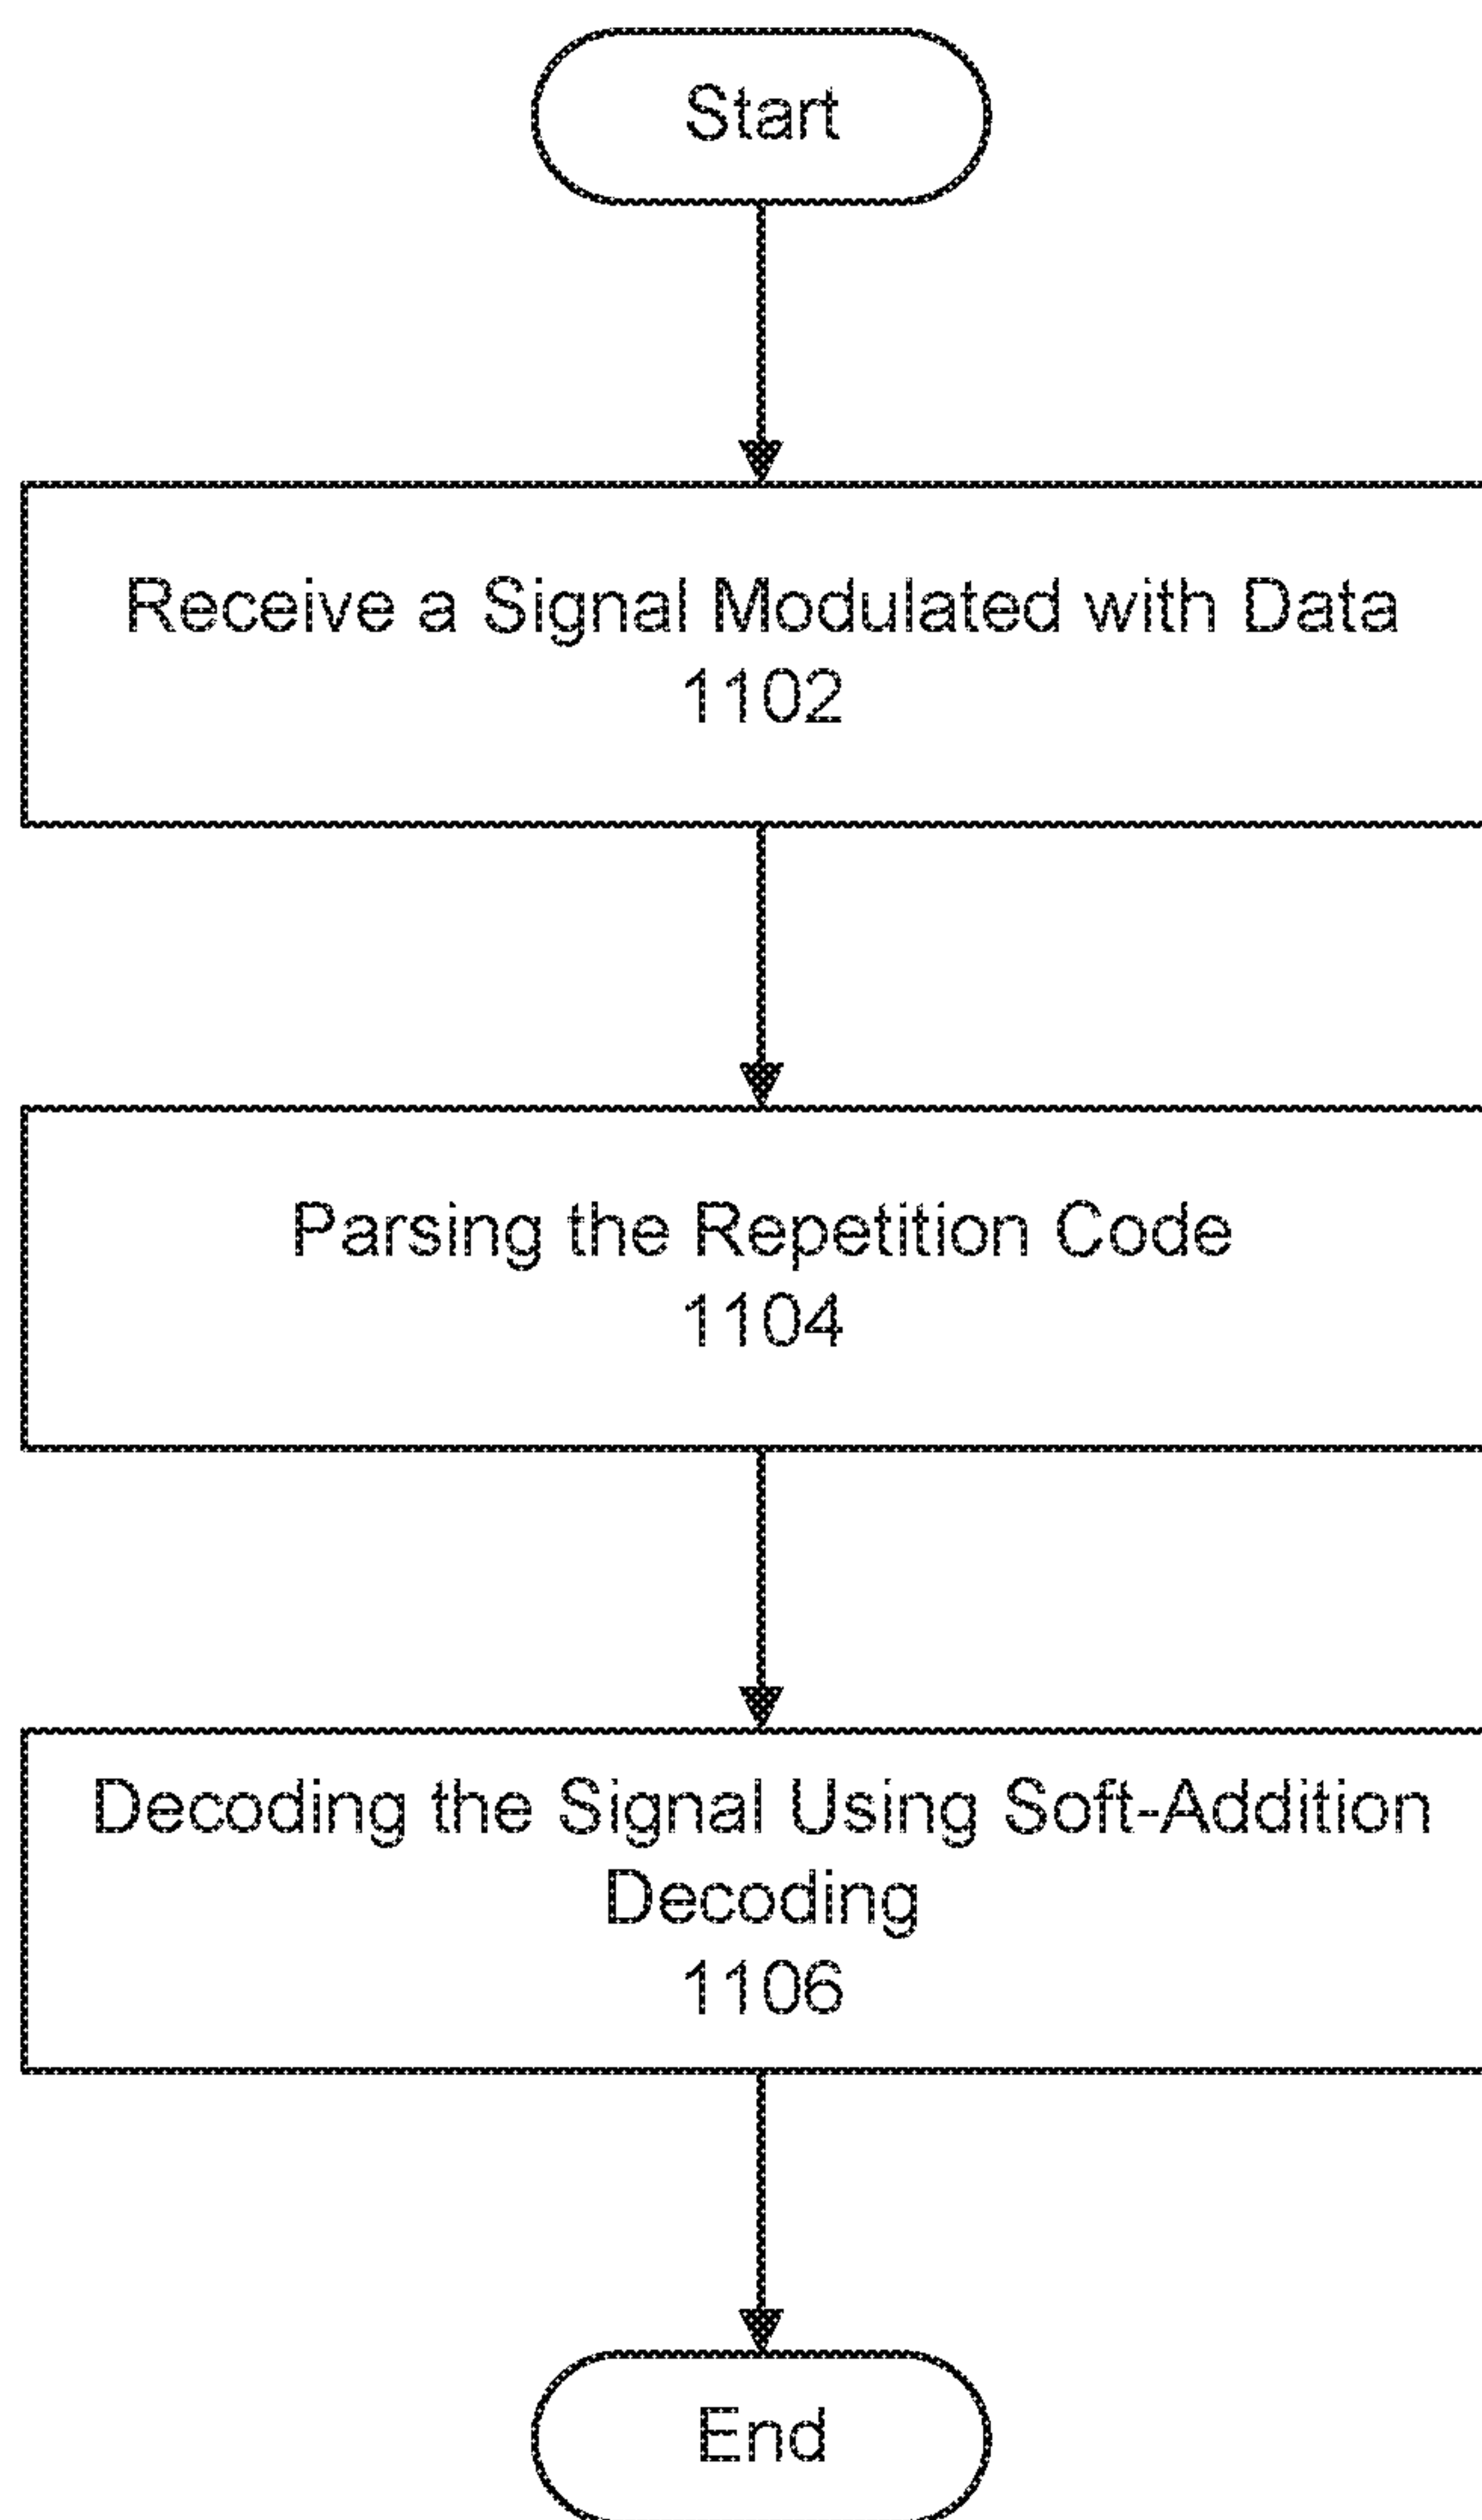 Start
Receive a Signal Modulated with Data
1102
Parsing the Repetition Code
1104
Decoding the Signal Using Soft-Addition
Decoding
1106
End